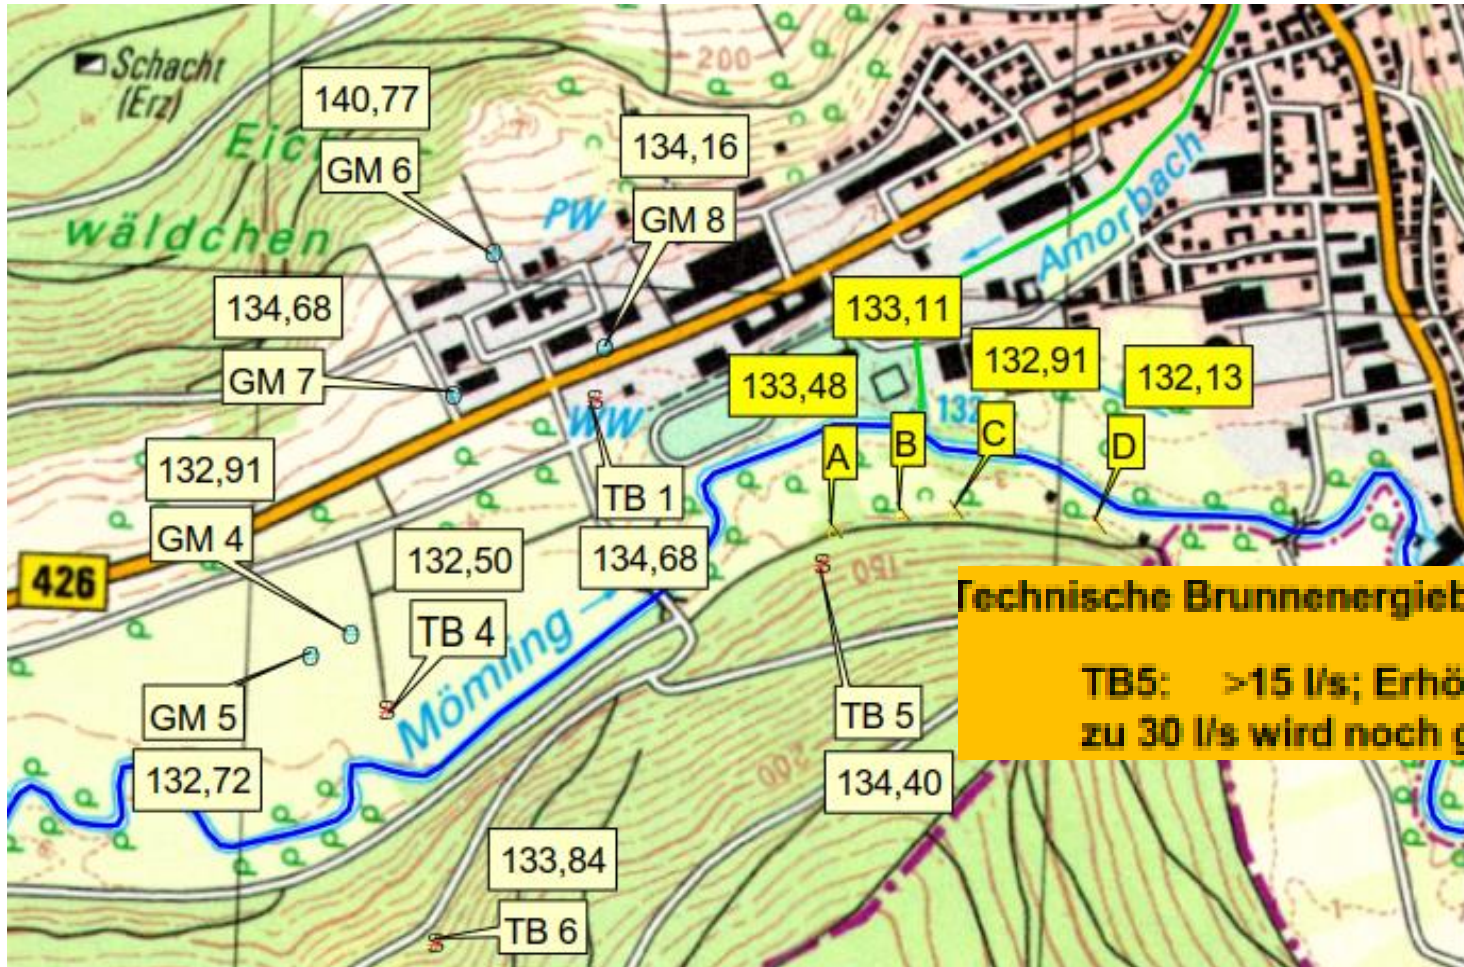 Schacht
(Erz)
200
140,77
GM 6
134,16
GM 8
PW
wäldchen
Amorbach
134,68
GM 7
133,11
132,91
132,13
133,48
WW
A
B
C
D
132,91
GM 4
TB 1
134,68
132,50
TB 4
426
150
Mömling
GM 5
132,72
TB 5
134,40
200
133,84
TB 6
Technische Brunnenergieb
TB5: >15 l/s; Erhö
zu 30 l/s wird noch g